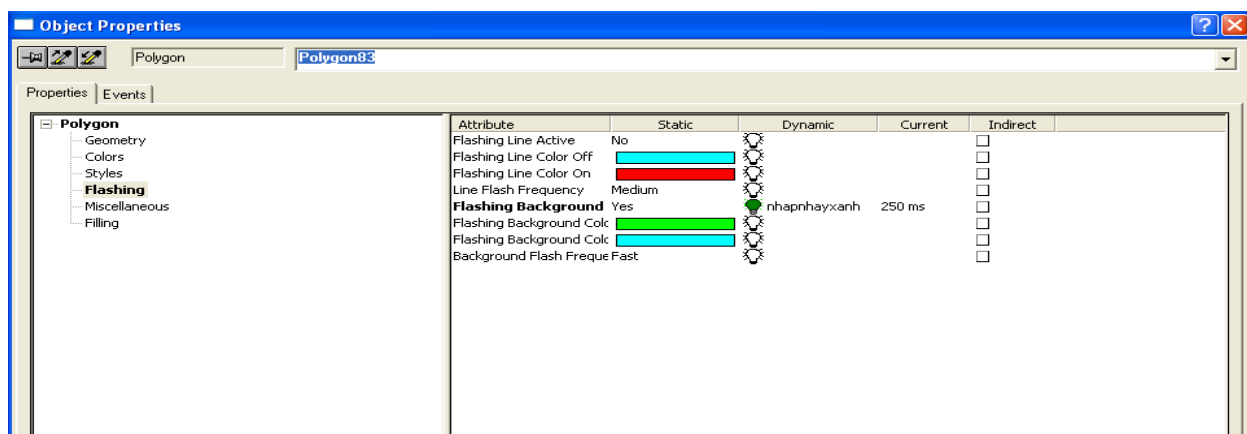 Object Properties
Polygon Polygon83
Properties Events
Polygon
Geometry
Colors
Styles
Flashing
Miscellaneous
Filling
Attribute Static Dynamic Current Indirect
Flashing Line Active No
Flashing Line Color Off
Flashing Line Color On
Line Flash Frequency Medium
Flashing Background Yes nhapnhayxanh 250 ms
Flashing Background Colc
Flashing Background Colc
Background Flash Freque Fast